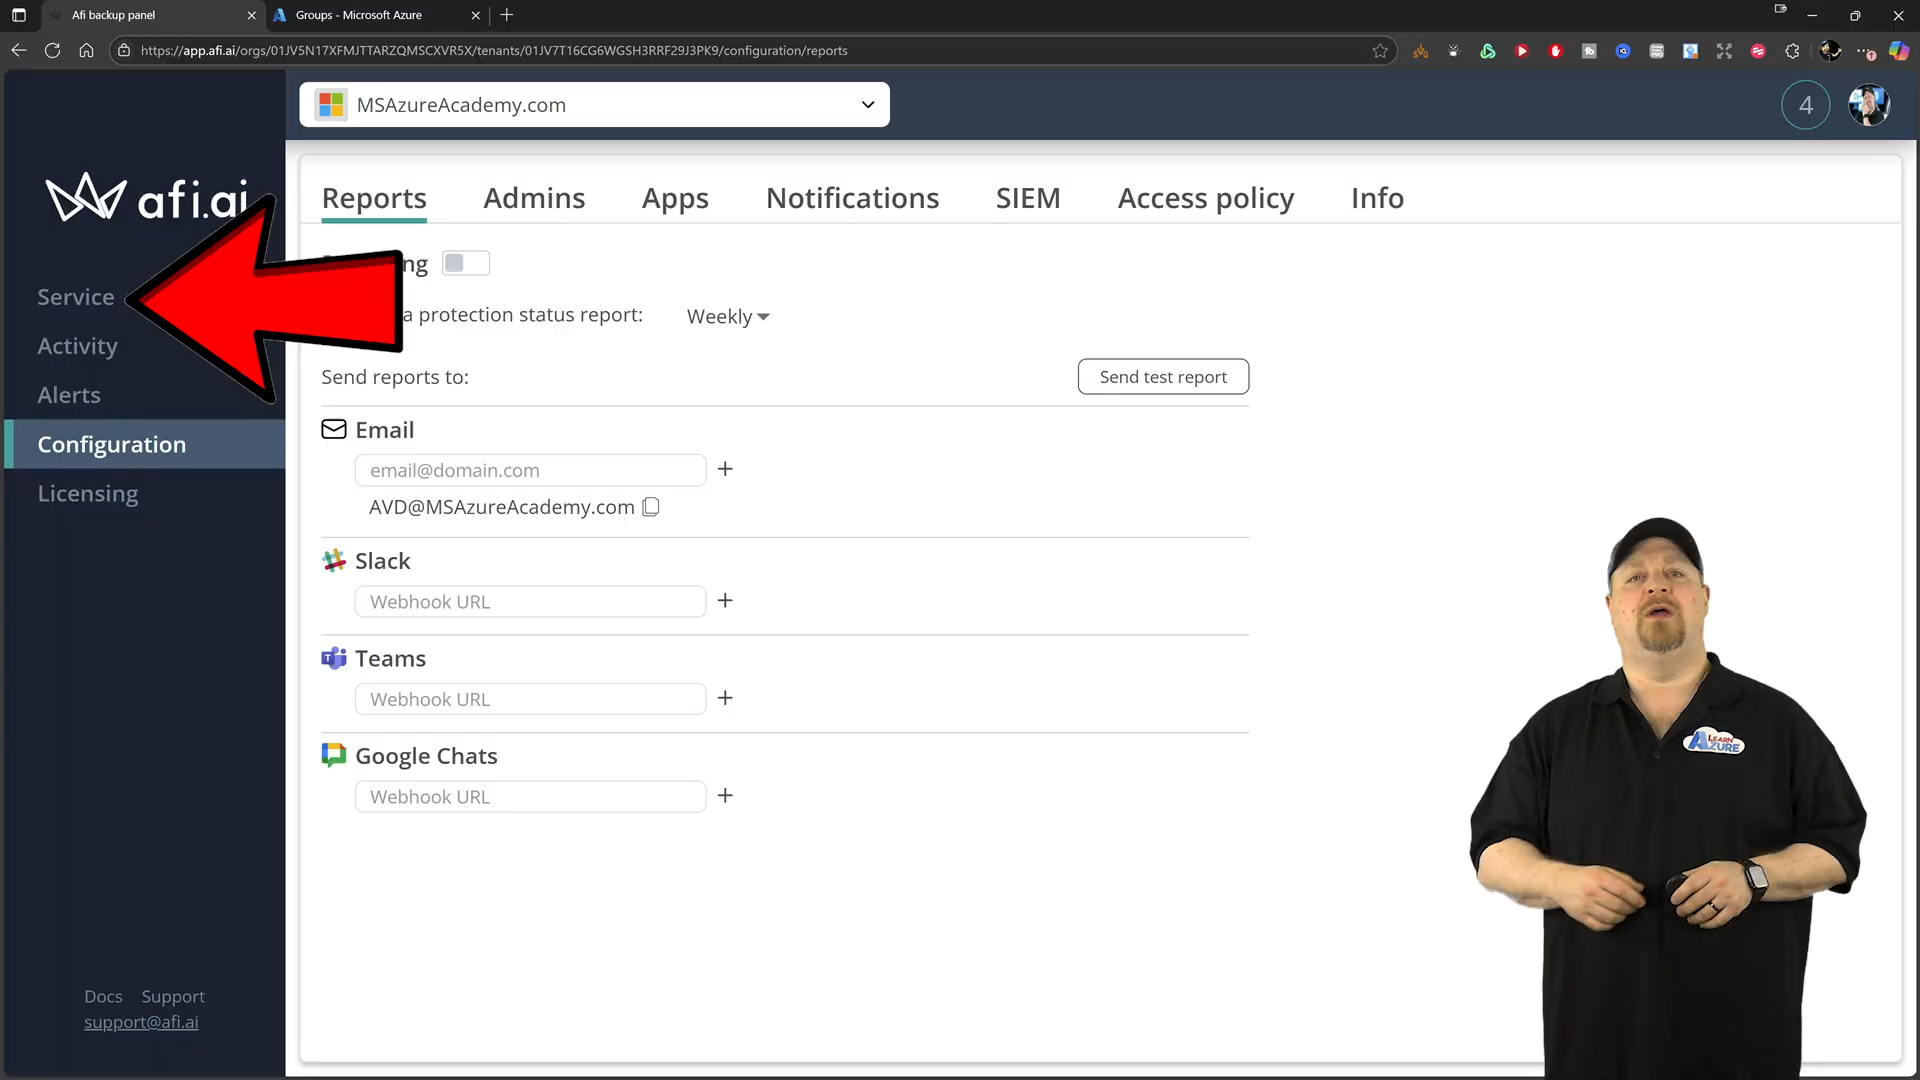 Afi backup panel
Groups - Microsoft Azure
https://app.afi.ai/orgs/01JV5N17XFMJTTARZQMSCXVR5X/tenants/01JV7T16CG6WGSH3RRF29J3PK9/configuration/reports
MSAzureAcademy.com
4
afi.ai
Reports
Admins
Apps
Notifications
SIEM
Access policy
Info
Service
Activity
Alerts
Configuration
Licensing
a protection status report:
Weekly
Send reports to:
Send test report
Email
email@domain.com
AVD@MSAzureAcademy.com
Slack
Webhook URL
Teams
Webhook URL
Google Chats
Webhook URL
LEARN
AZURE
Docs
Support
support@afi.ai